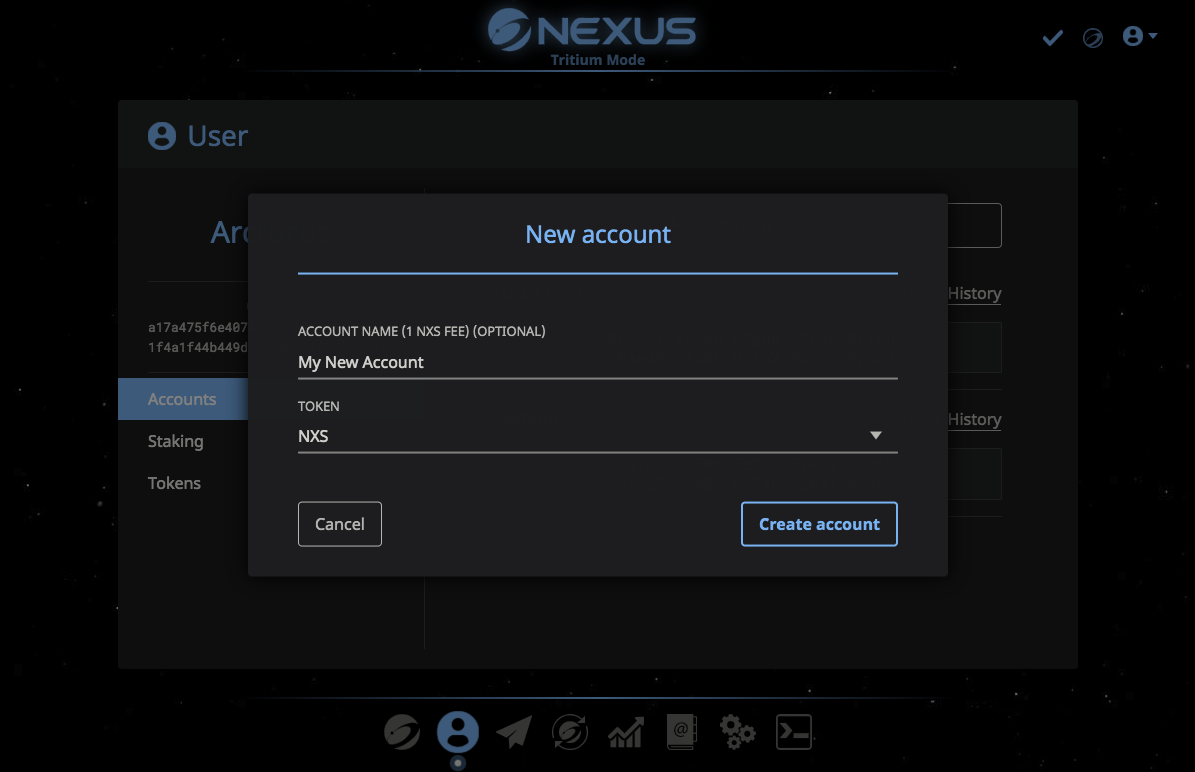 NEXUS
Tritium Mode
User
New account
History
a17a475f6e407
1f4a1f44b449d
ACCOUNT NAME (1 NXS FEE) (OPTIONAL)
My New Account
Accounts
TOKEN
History
NXS
Staking
Tokens
Cancel
Create account